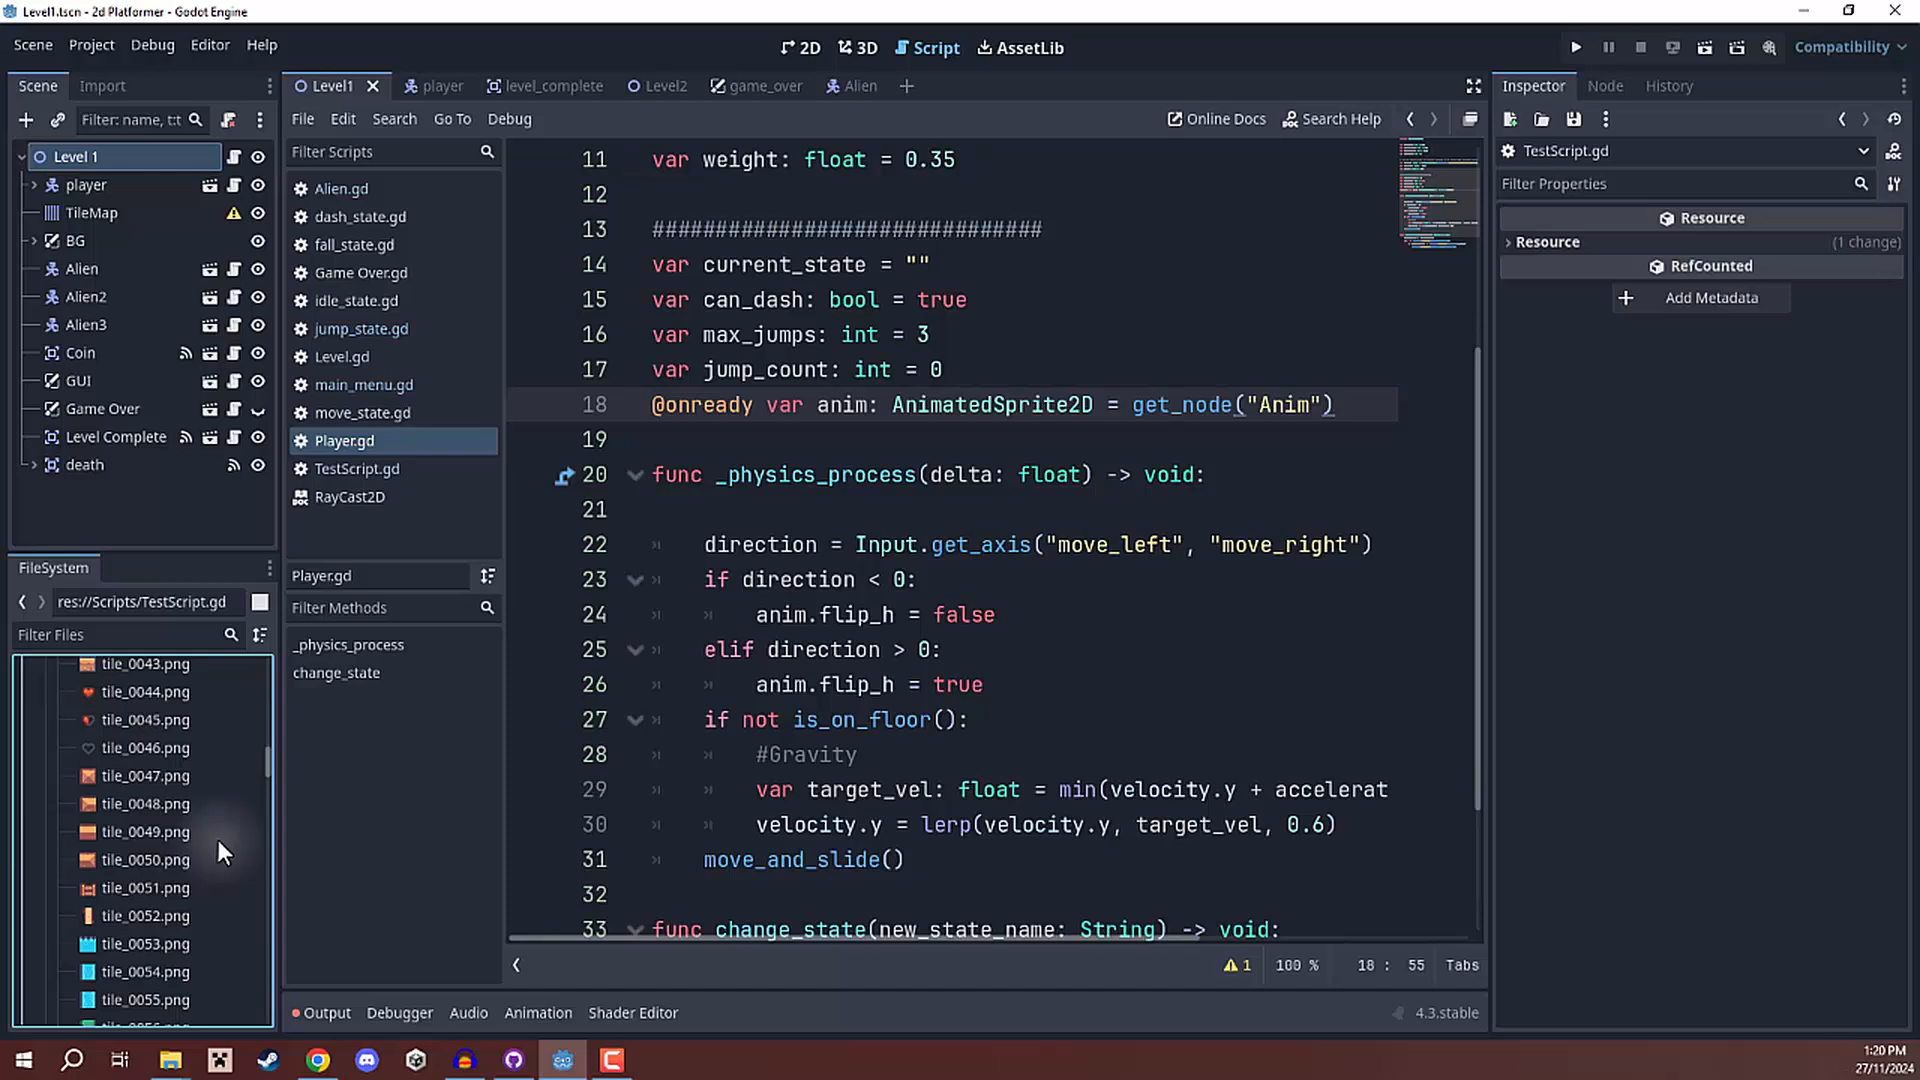 Level1.tscn - 2d Platformer - Godot Engine
Scene Project Debug Editor Help
2D 3D Script AssetLib
Compatibility
Scene Import
Filter: name, t:t
Level 1
player
TileMap
BG
Alien
Alien2
Alien3
Coin
GUI
Game Over
Level Complete
death
FileSystem
res://Scripts/TestScript.gd
Filter Files
tile_0043.png
tile_0044.png
tile_0045.png
tile_0046.png
tile_0047.png
tile_0048.png
tile_0049.png
tile_0050.png
tile_0051.png
tile_0052.png
tile_0053.png
tile_0054.png
tile_0055.png
tile_0056.png
Level1 player level_complete Level2 game_over Alien
File Edit Search Go To Debug
Online Docs Search Help
Filter Scripts
Alien.gd
dash_state.gd
fall_state.gd
Game Over.gd
idle_state.gd
jump_state.gd
Level.gd
main_menu.gd
move_state.gd
Player.gd
TestScript.gd
RayCast2D
Player.gd
Filter Methods
_physics_process
change_state
11 var weight: float = 0.35
12
13 ###############################
14 var current_state = ""
15 var can_dash: bool = true
16 var max_jumps: int = 3
17 var jump_count: int = 0
18 @onready var anim: AnimatedSprite2D = get_node("Anim")
19
20 func _physics_process(delta: float) -> void:
21
22 direction = Input.get_axis("move_left", "move_right")
23 if direction < 0:
24 anim.flip_h = false
25 elif direction > 0:
26 anim.flip_h = true
27 if not is_on_floor():
28 #Gravity
29 var target_vel: float = min(velocity.y + accelerat
30 velocity.y = lerp(velocity.y, target_vel, 0.6)
31 move_and_slide()
32
33 func change_state(new_state_name: String) -> void:
1 100 % 18 : 55 Tabs
Output Debugger Audio Animation Shader Editor
4.3.stable
Inspector Node History
TestScript.gd
Filter Properties
Resource
Resource (1 change)
RefCounted
Add Metadata
1:20 PM
27/11/2024